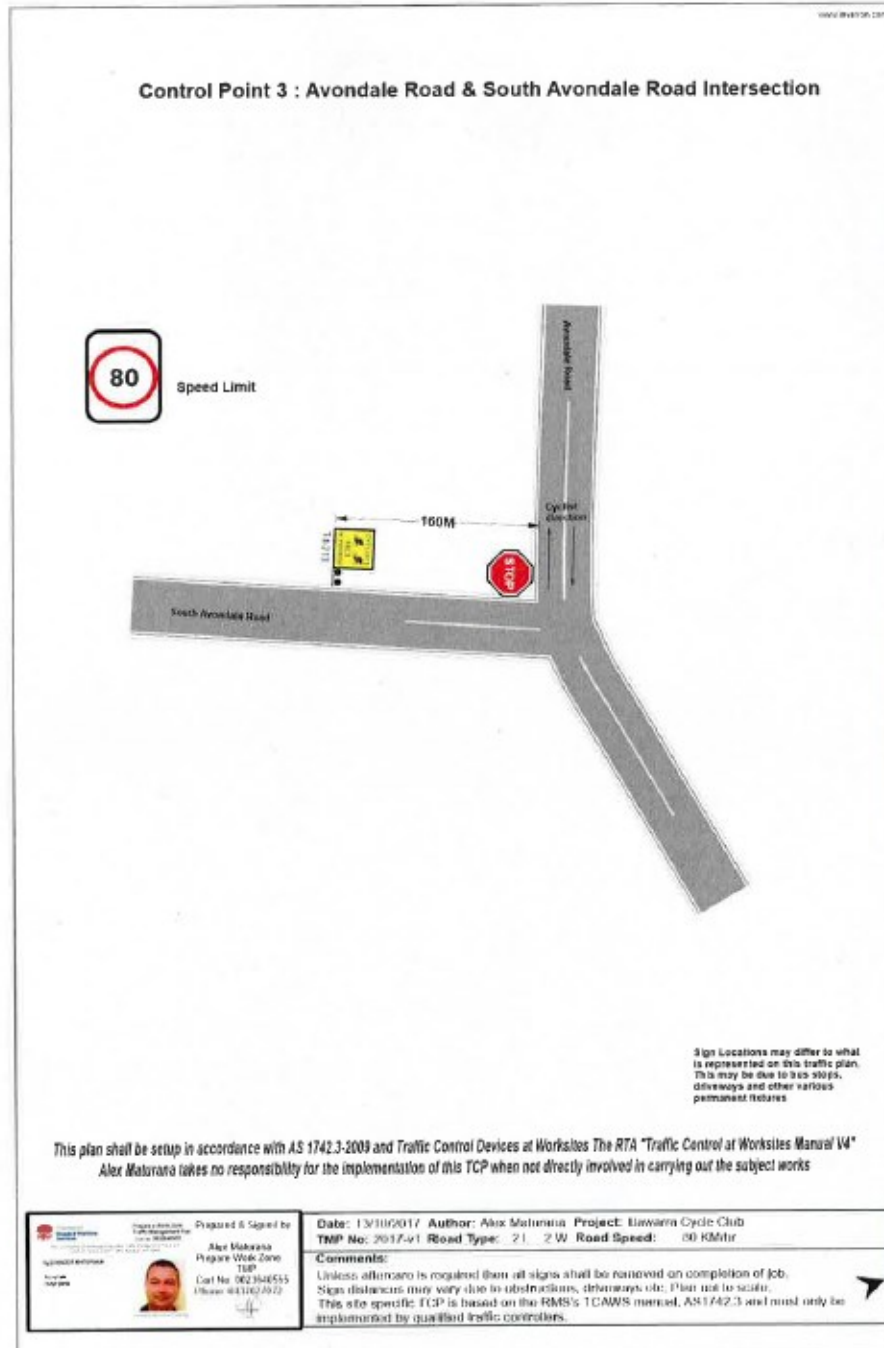 Control Point 3 : Avondale Road & South Avondale Road Intersection
80
Speed Limit
Avondale Road
Cyclist
direction
160M
STOP
South Avondale Road
Sign Locations may differ to what
is represented on this traffic plan.
This may be due to bus stops,
driveways and other various
permanent fixtures
This plan shall be setup in accordance with AS 1742.3-2009 and Traffic Control Devices at Worksites The RTA "Traffic Control at Worksites Manual V4"
Alex Maturana takes no responsibility for the implementation of this TCP when not directly involved in carrying out the subject works
Prepared & Signed by
Alex Maturana
Prepare Work Zone
TMP
Cert No
Phone
Date: 13/10/2017 Author: Alex Maturana Project: Illawarra Cycle Club
TMP No: 2017-v1 Road Type: 2L 2 W Road Speed: 80 KM/hr
Comments:
Unless aftercare is required then all signs shall be removed on completion of job.
Sign distances may vary due to obstructions, driveways etc. Plan not to scale.
This site specific TCP is based on the RMS's TCAWS manual, AS1742.3 and must only be
implemented by qualified traffic controllers.